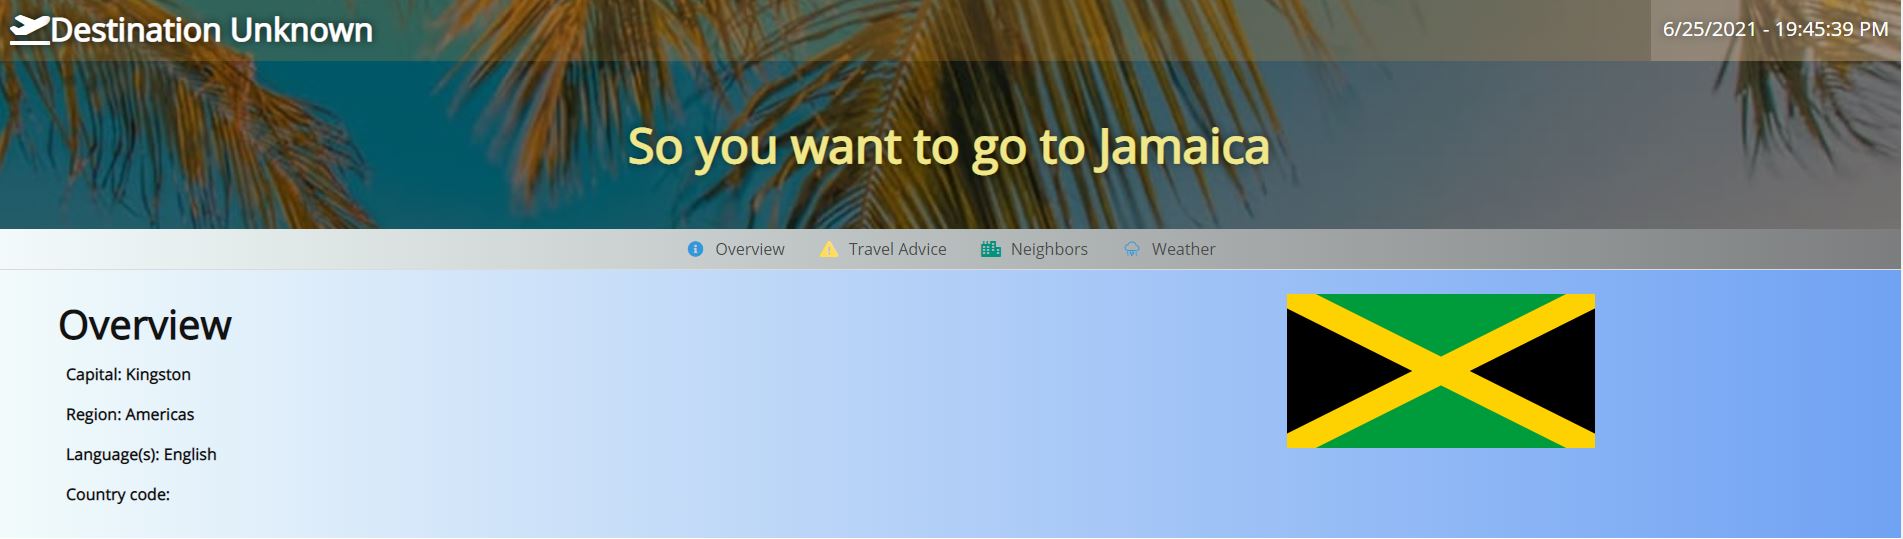 Destination Unknown
6/25/2021 - 19:45:39 PM
So you want to go to Jamaica
Overview Travel Advice Neighbors Weather
Overview
Capital: Kingston
Region: Americas
Language(s): English
Country code: